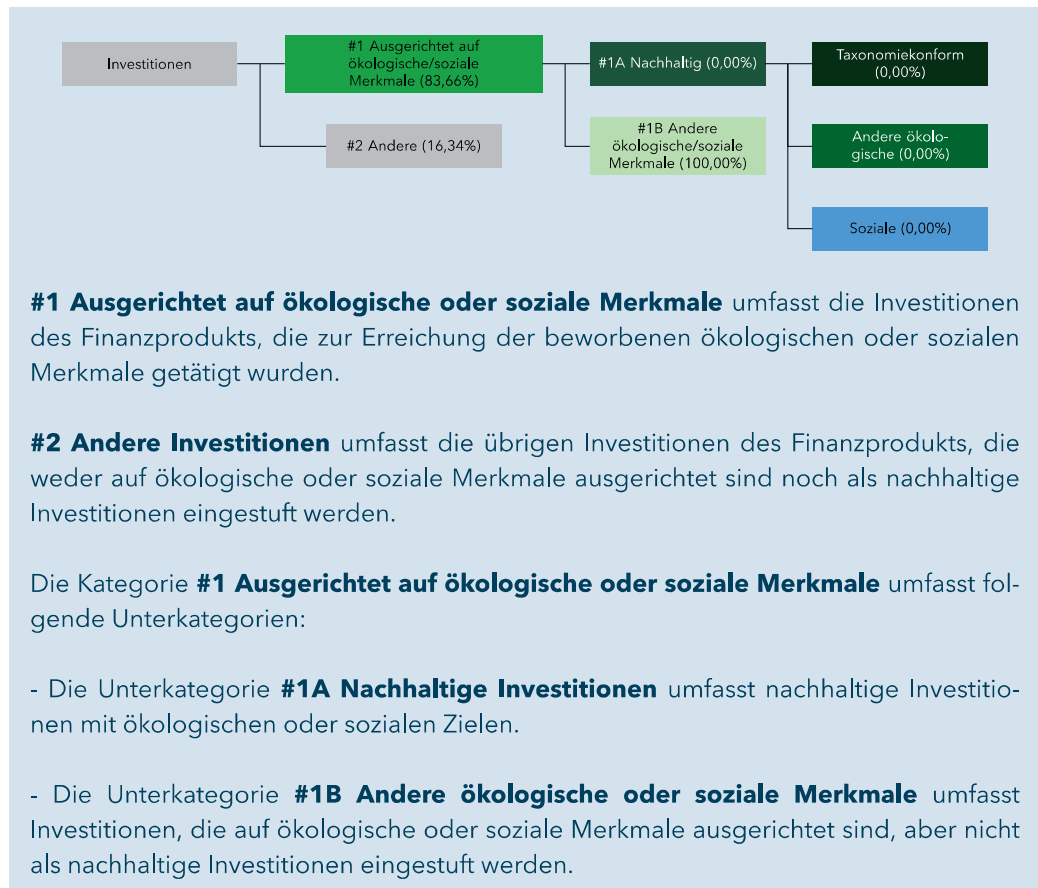 Investitionen
#1 Ausgerichtet auf
ökologische/soziale
Merkmale (83,66%)
#1A Nachhaltig (0,00%)
Taxonomiekonform
(0,00%)
#2 Andere (16,34%)
#1B Andere
ökologische/soziale
Merkmale (100,00%)
Andere ökolo-
gische (0,00%)
Soziale (0,00%)
#1 Ausgerichtet auf ökologische oder soziale Merkmale umfasst die Investitionen
des Finanzprodukts, die zur Erreichung der beworbenen ökologischen oder sozialen
Merkmale getätigt wurden.
#2 Andere Investitionen umfasst die übrigen Investitionen des Finanzprodukts, die
weder auf ökologische oder soziale Merkmale ausgerichtet sind noch als nachhaltige
Investitionen eingestuft werden.
Die Kategorie #1 Ausgerichtet auf ökologische oder soziale Merkmale umfasst fol-
gende Unterkategorien:
- Die Unterkategorie #1A Nachhaltige Investitionen umfasst nachhaltige Investitio-
nen mit ökologischen oder sozialen Zielen.
- Die Unterkategorie #1B Andere ökologische oder soziale Merkmale umfasst
Investitionen, die auf ökologische oder soziale Merkmale ausgerichtet sind, aber nicht
als nachhaltige Investitionen eingestuft werden.